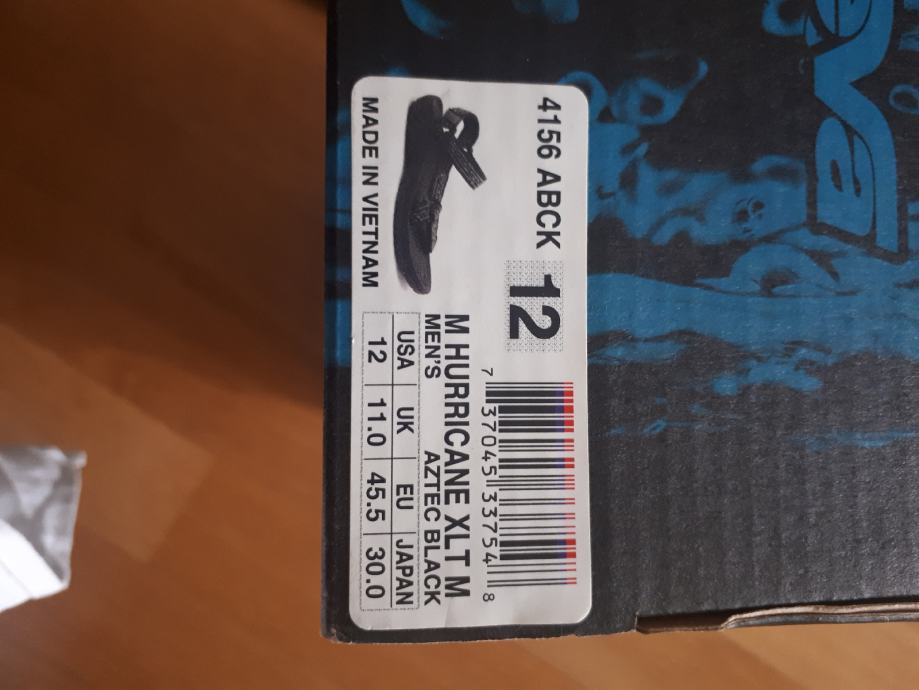 Teva
4156 ABCK
12
7 37045 33754 8
M HURRICANE XLT M
MEN'S AZTEC BLACK
USA UK EU JAPAN
12 11.0 45.5 30.0
MADE IN VIETNAM